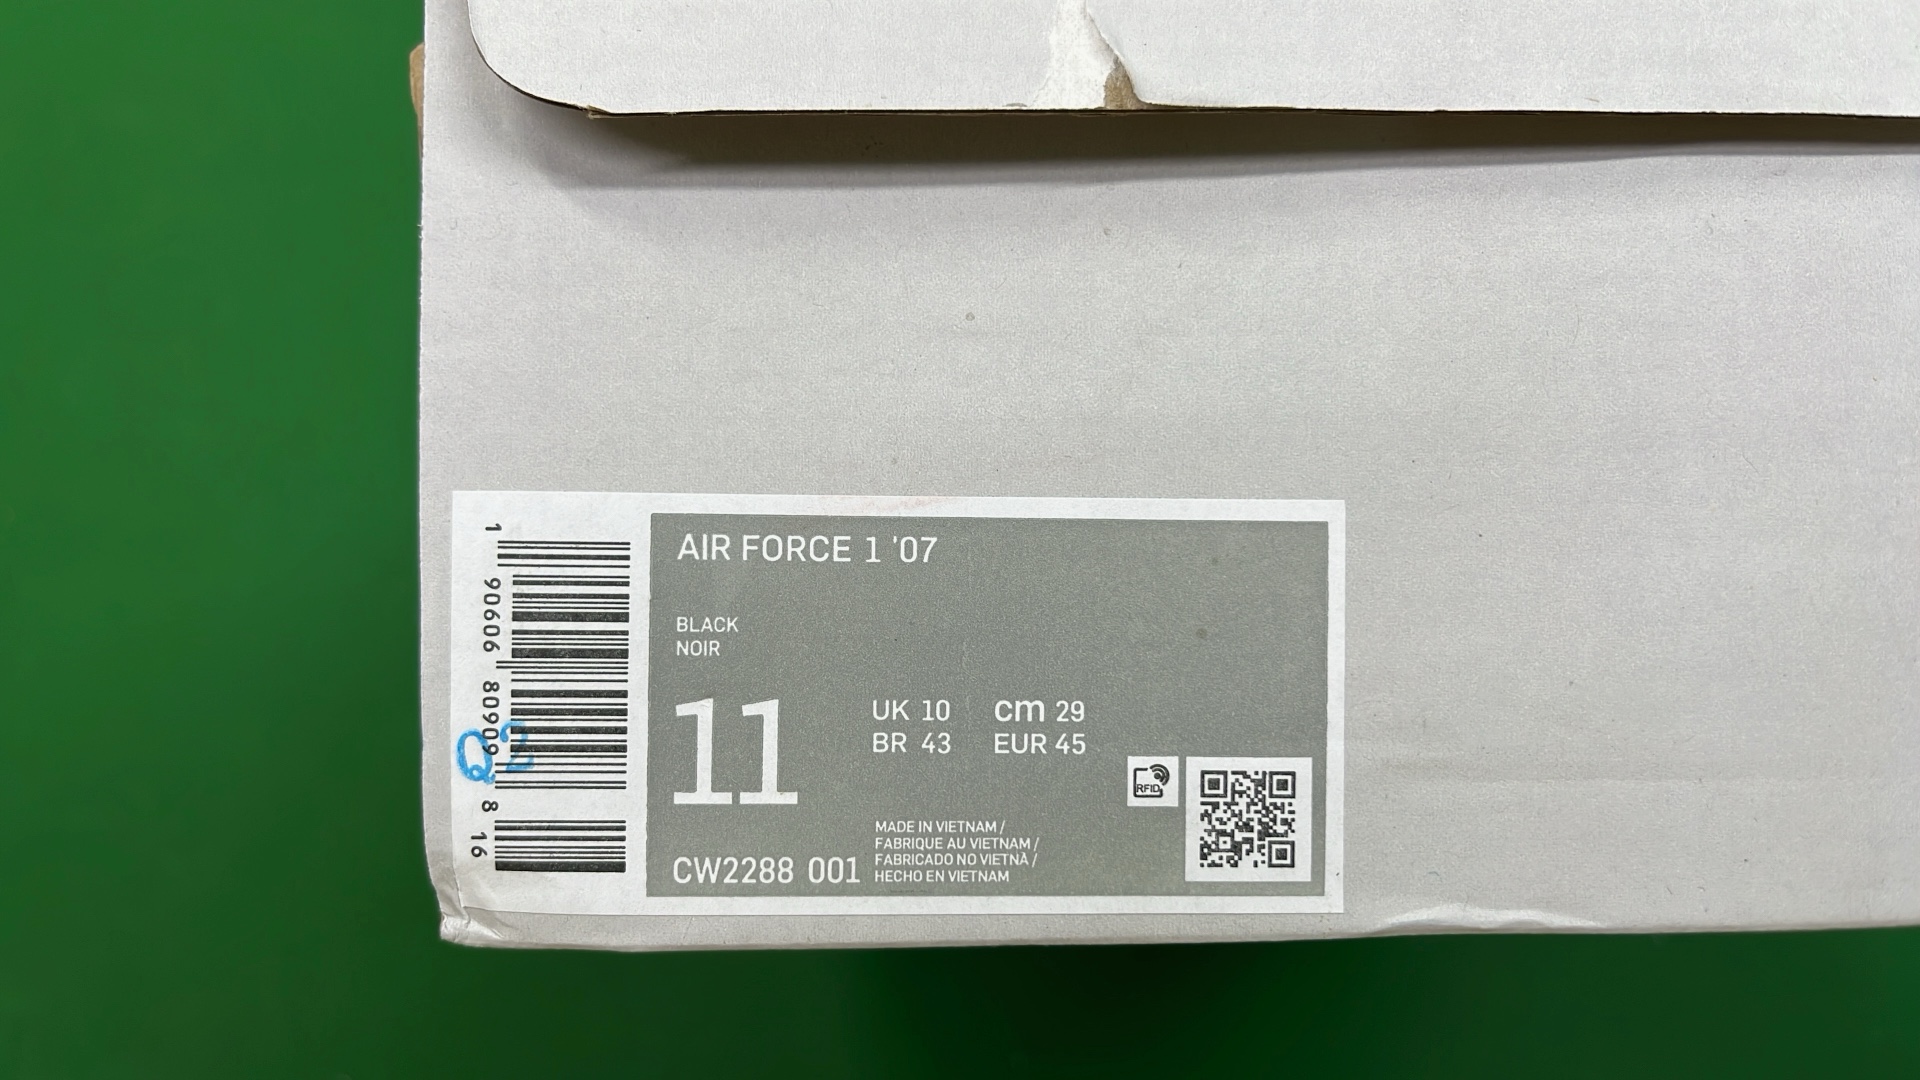 AIR FORCE 1 '07
BLACK
NOIR
11
UK 10 cm 29
BR 43 EUR 45
MADE IN VIETNAM /
FABRIQUE AU VIETNAM /
FABRICADO NO VIETNÃ /
HECHO EN VIETNAM
CW2288 001
RFID
1 90606 80909 8 16
Q2